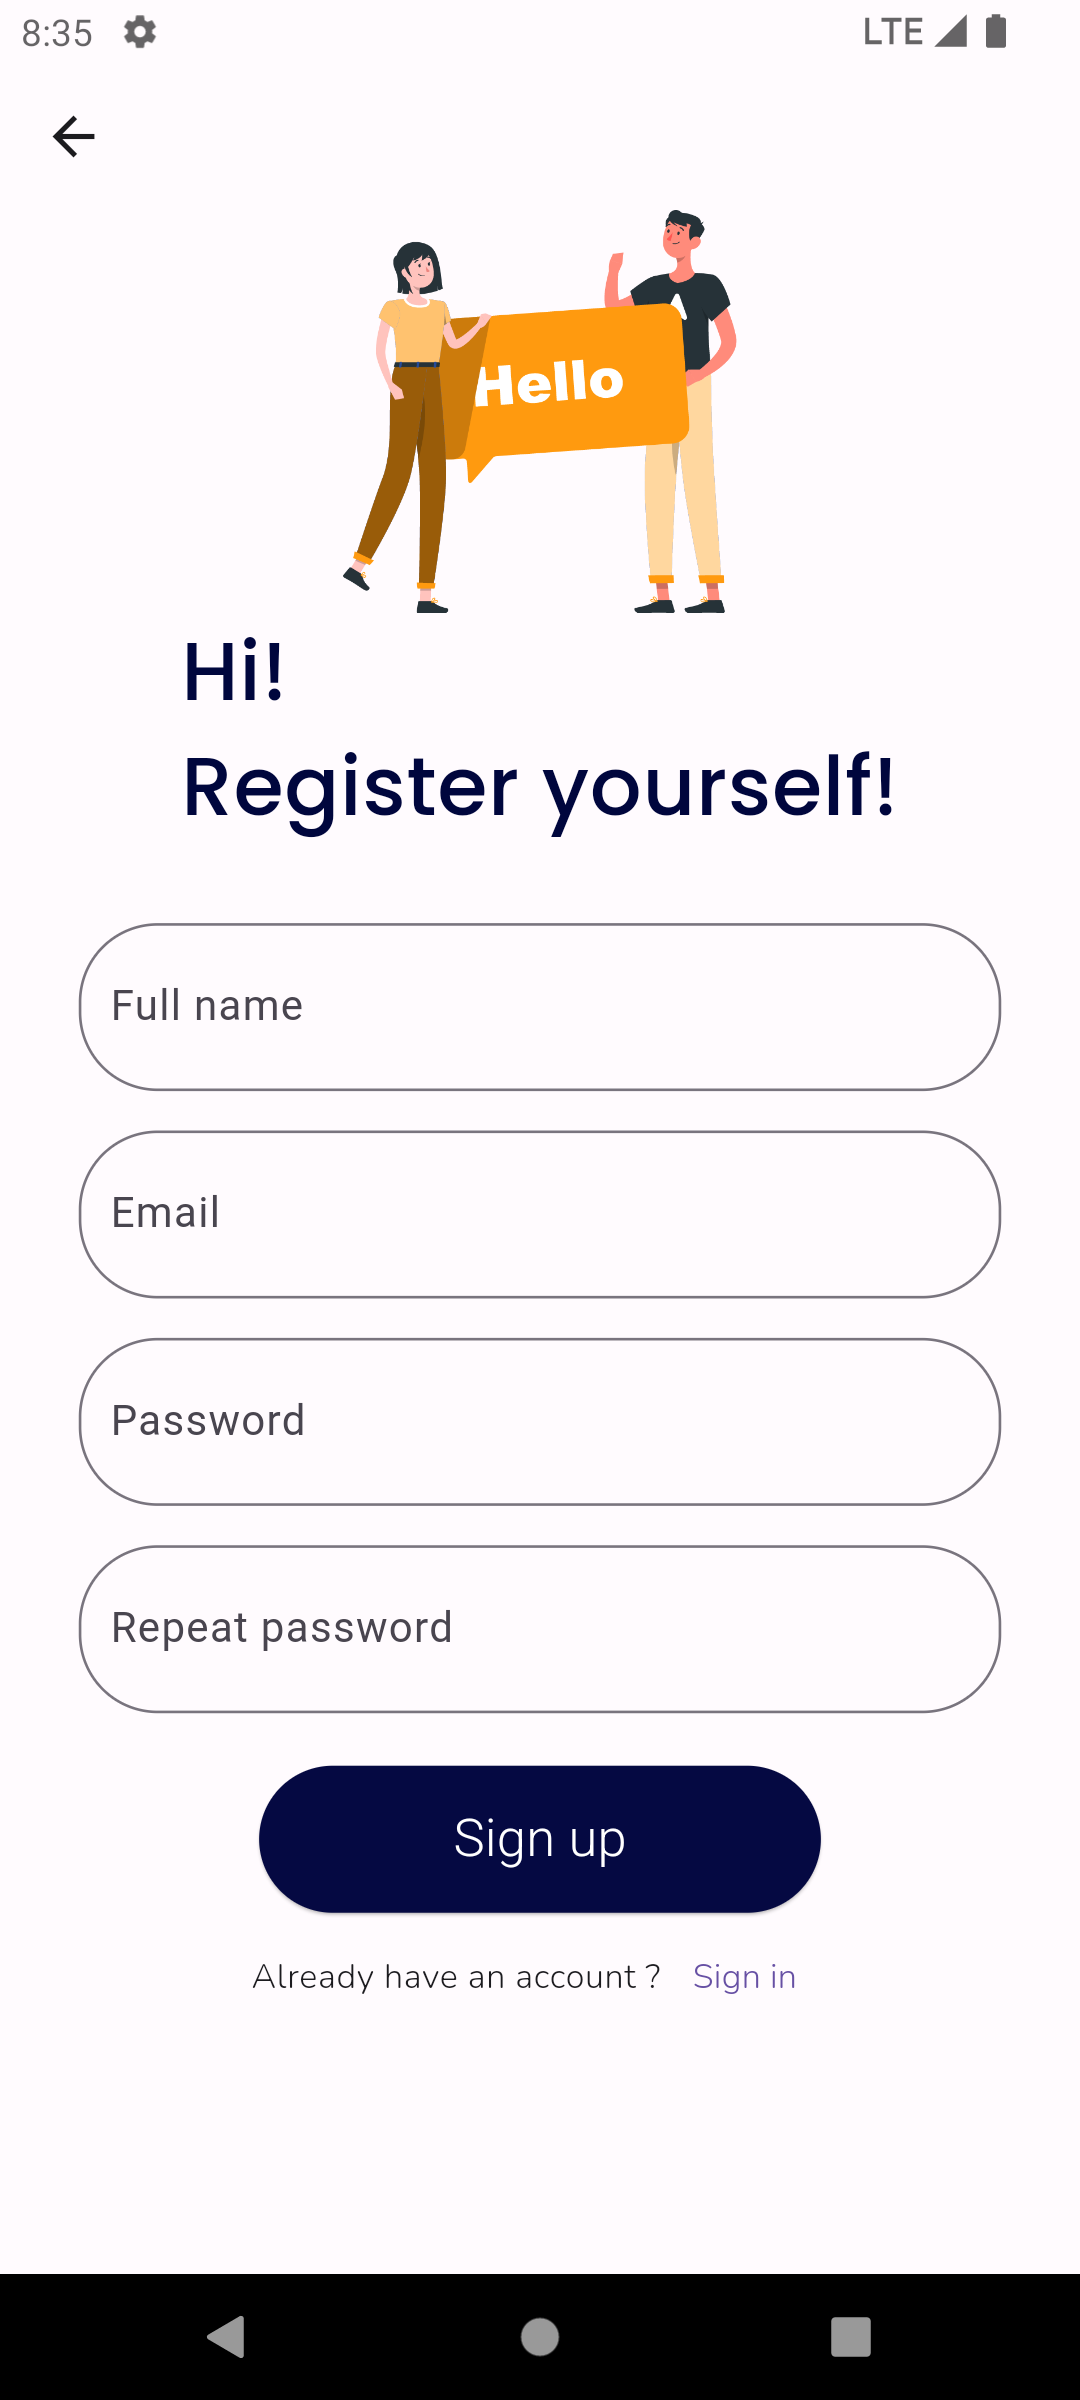 8:35 LTE
Hello
Hi!
Register yourself!
Full name
Email
Password
Repeat password
Sign up
Already have an account ? Sign in